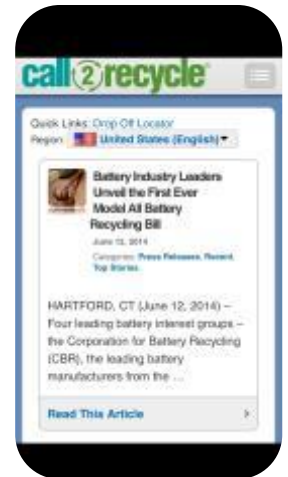 call2recycle
Quick Links: Drop Off Locator
Region: United States (English)
Battery Industry Leaders
Unveil the First Ever
Model All Battery
Recycling Bill
June 12, 2014
Categories: Press Releases, Recent,
Top Stories
HARTFORD, CT (June 12, 2014) –
Four leading battery interest groups –
the Corporation for Battery Recycling
(CBR), the leading battery
manufacturers from the ...
Read This Article